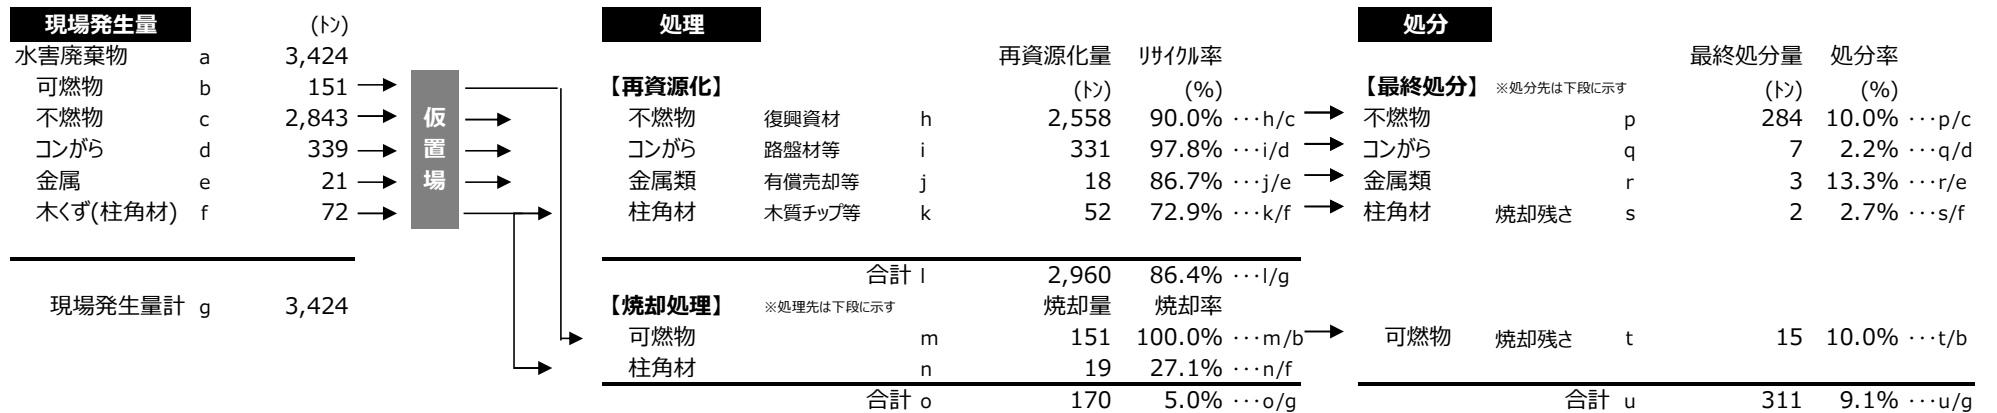 現場発生量 (トン) 処理 処分
水害廃棄物 a 3,424 再資源化量 リサイクル率 最終処分量 処分率
可燃物 b 151 【再資源化】 (トン) (%) 【最終処分】 ※処分先は下段に示す (トン) (%)
不燃物 c 2,843 仮 不燃物 復興資材 h 2,558 90.0% ···h/c 不燃物 p 284 10.0% ···p/c
コンがら d 339 置 コンがら 路盤材等 i 331 97.8% ···i/d コンがら q 7 2.2% ···q/d
金属 e 21 場 金属類 有償売却等 j 18 86.7% ···j/e 金属類 r 3 13.3% ···r/e
木くず(柱角材) f 72 柱角材 木質チップ等 k 52 72.9% ···k/f 柱角材 焼却残さ s 2 2.7% ···s/f
合計 l 2,960 86.4% ···l/g
現場発生量計 g 3,424 【焼却処理】 ※処理先は下段に示す 焼却量 焼却率
可燃物 m 151 100.0% ···m/b 可燃物 焼却残さ t 15 10.0% ···t/b
柱角材 n 19 27.1% ···n/f
合計 o 170 5.0% ···o/g 合計 u 311 9.1% ···u/g